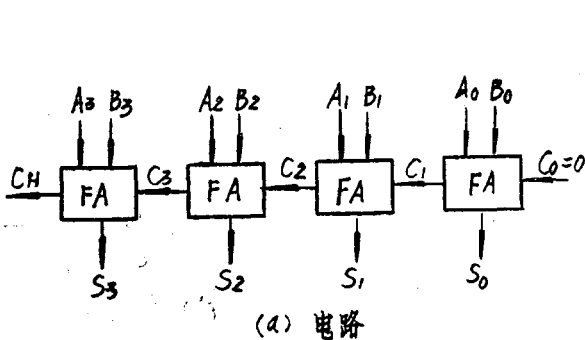 A3 B3 A2 B2 A1 B1 A0 B0
CH FA C3 FA C2 FA C1 FA C0=0
S3 S2 S1 S0
(a) 电路